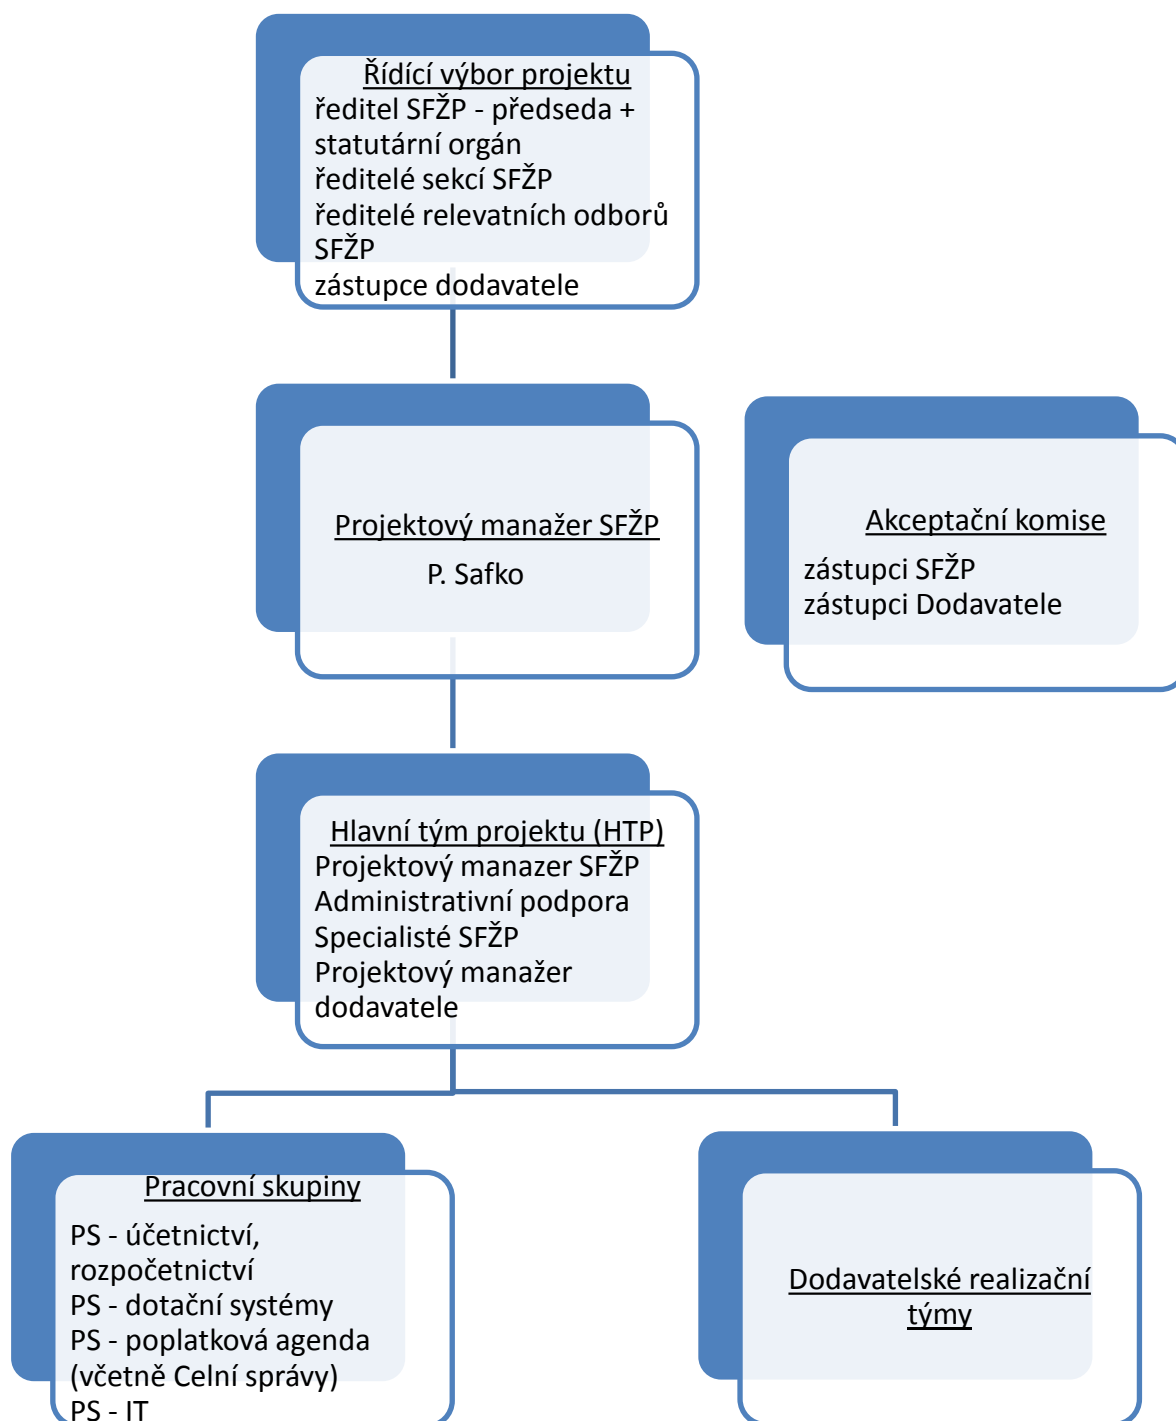 Řídící výbor projektu
ředitel SFŽP - předseda +
statutární orgán
ředitelé sekcí SFŽP
ředitelé relevatních odborů
SFŽP
zástupce dodavatele
Projektový manažer SFŽP
P. Safko
Akceptační komise
zástupci SFŽP
zástupci Dodavatele
Hlavní tým projektu (HTP)
Projektový manazer SFŽP
Administrativní podpora
Specialisté SFŽP
Projektový manažer
dodavatele
Pracovní skupiny
PS - účetnictví,
rozpočetnictví
PS - dotační systémy
PS - poplatková agenda
(včetně Celní správy)
PS - IT
Dodavatelské realizační
týmy